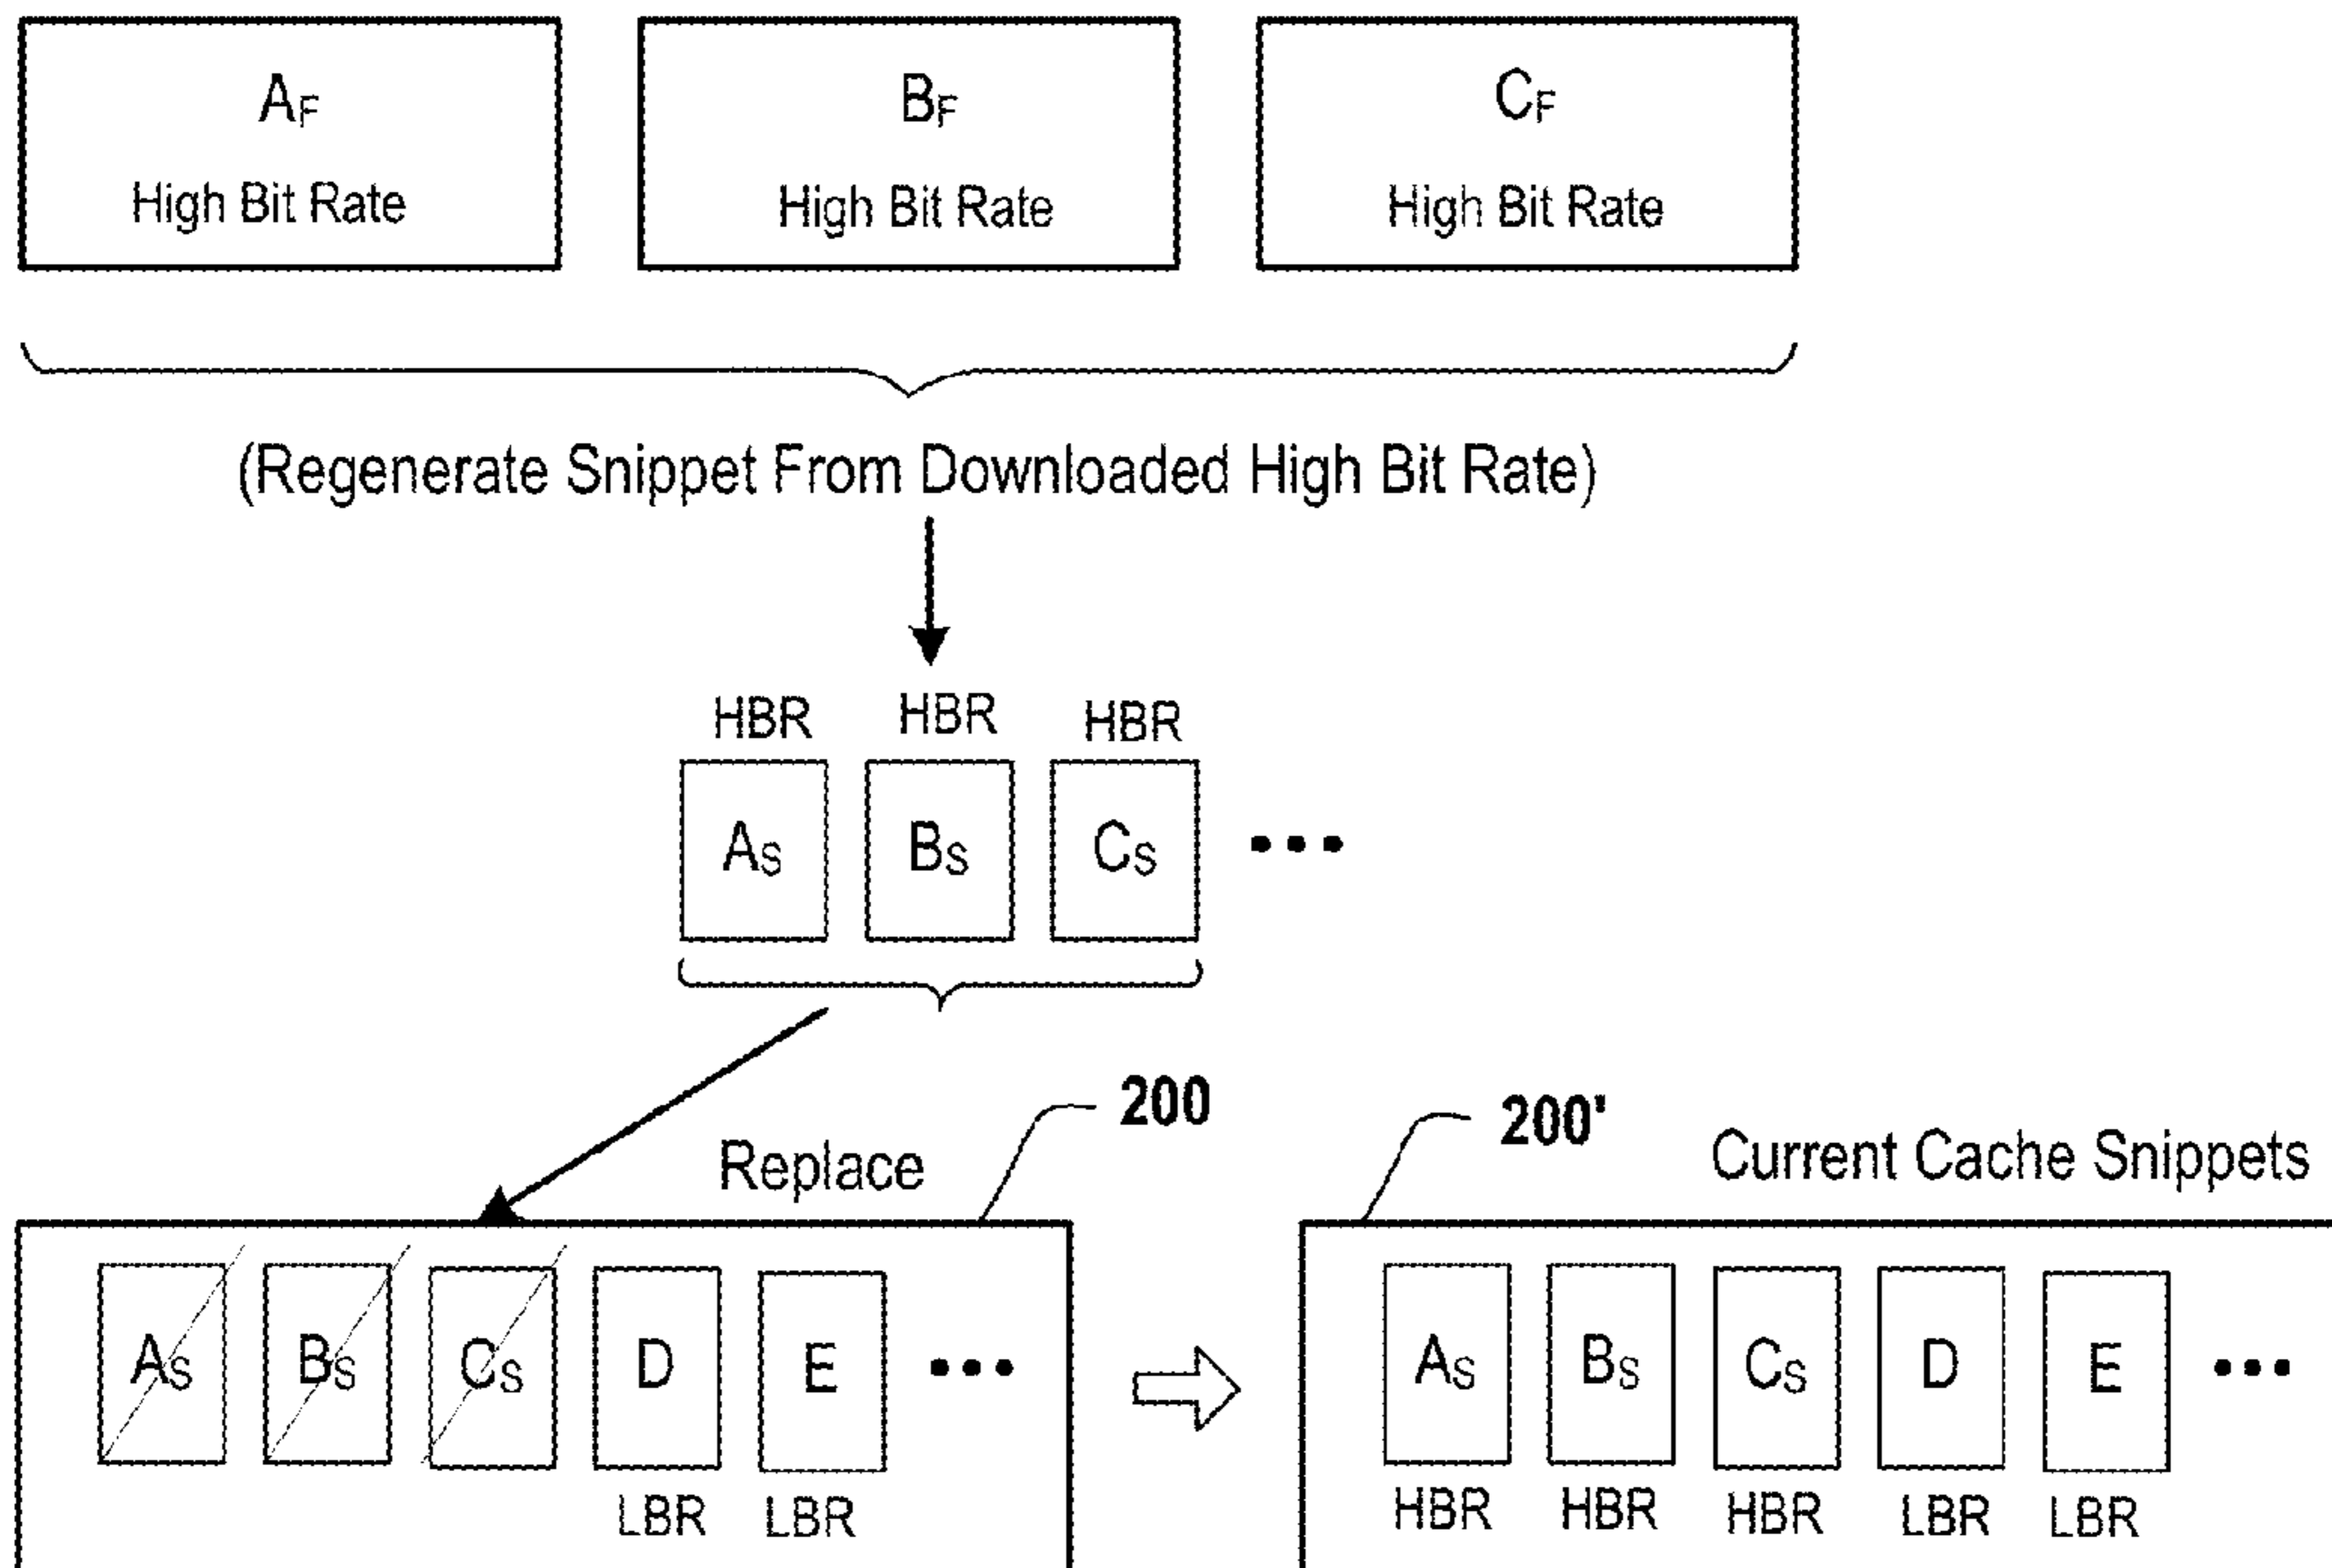 AF BF CF
High Bit Rate High Bit Rate High Bit Rate
(Regenerate Snippet From Downloaded High Bit Rate)
HBR HBR HBR
AS BS CS •••
200
Replace
200'
Current Cache Snippets
AS BS CS D E •••
LBR LBR
AS BS CS D E •••
HBR HBR HBR LBR LBR